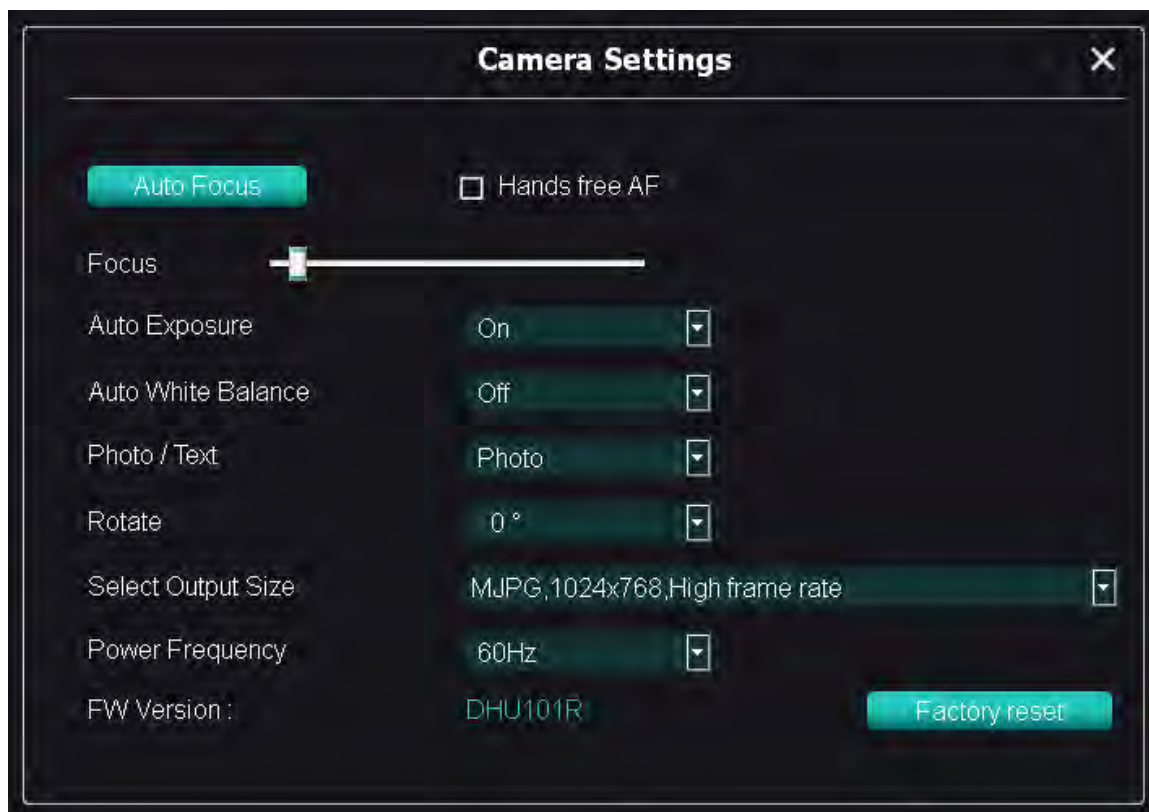 Camera Settings
Auto Focus
Hands free AF
Focus
Auto Exposure
On
Auto White Balance
Off
Photo / Text
Photo
Rotate
0 °
Select Output Size
MJPG,1024x768,High frame rate
Power Frequency
60Hz
FW Version :
DHU101R
Factory reset